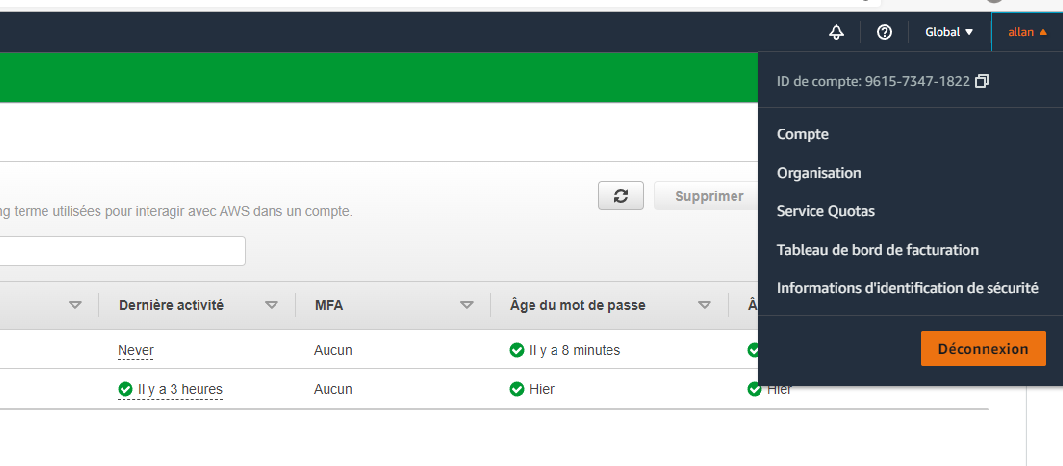 Global ▼
allan ▲
ID de compte: 9615-7347-1822
Compte
Organisation
Service Quotas
Tableau de bord de facturation
Informations d'identification de sécurité
Déconnexion
ng terme utilisées pour interagir avec AWS dans un compte.
Supprimer
Dernière activité
MFA
Âge du mot de passe
Never
Aucun
Il y a 8 minutes
Il y a 3 heures
Aucun
Hier
Hier